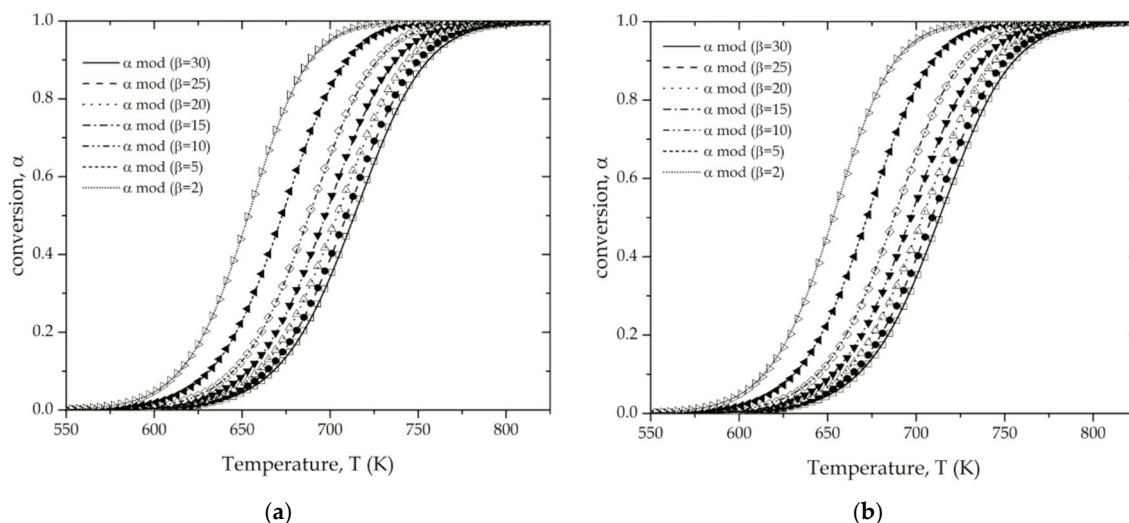 1.0
0.8
0.6
0.4
0.2
0.0
conversion, α
α mod (β=30)
α mod (β=25)
α mod (β=20)
α mod (β=15)
α mod (β=10)
α mod (β=5)
α mod (β=2)
550 600 650 700 750 800
Temperature, T (K)
(a)
1.0
0.8
0.6
0.4
0.2
0.0
conversion, α
α mod (β=30)
α mod (β=25)
α mod (β=20)
α mod (β=15)
α mod (β=10)
α mod (β=5)
α mod (β=2)
550 600 650 700 750 800
Temperature, T (K)
(b)